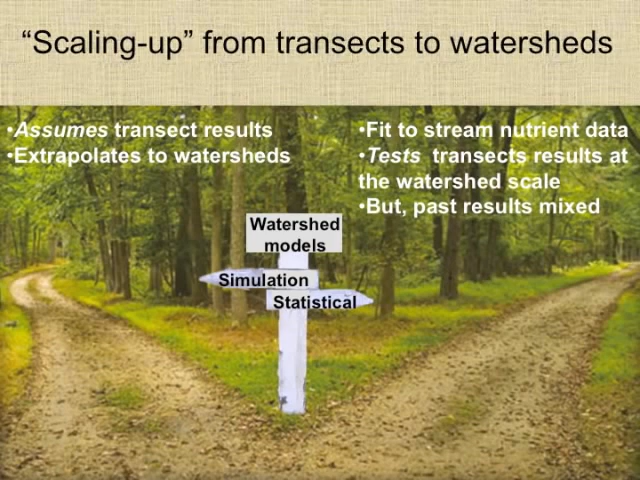 “Scaling-up” from transects to watersheds
•Assumes transect results
•Extrapolates to watersheds
•Fit to stream nutrient data
•Tests  transects results at
the watershed scale
•But, past results mixed
Watershed
models
Simulation
Statistical